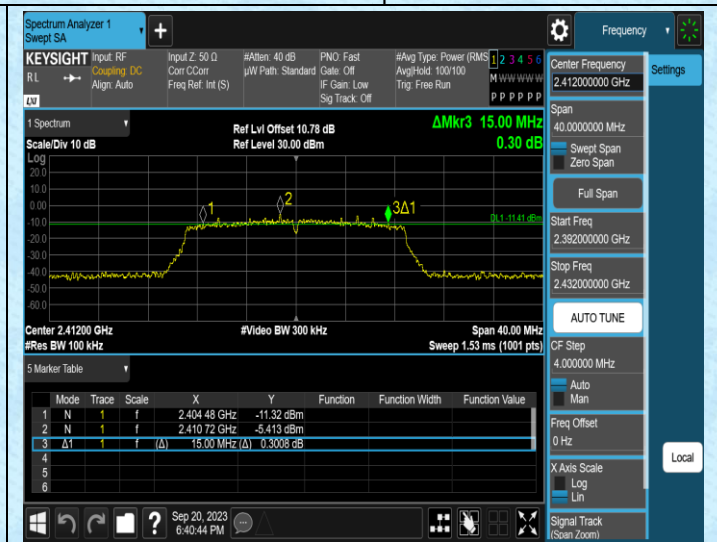 Spectrum Analyzer 1
Swept SA
Frequency
KEYSIGHT
RL
LXI
Input: RF
Coupling: DC
Align: Auto
Input Z: 50 Ω
Corr CCorr
Freq Ref: Int (S)
#Atten: 40 dB
µW Path: Standard
PNO: Fast
Gate: Off
IF Gain: Low
Sig Track: Off
#Avg Type: Power (RMS
Avg|Hold: 100/100
Trig: Free Run
1 2 3 4 5 6
M W W W W W
P P P P P P
1 Spectrum
Scale/Div 10 dB
Ref Lvl Offset 10.78 dB
Ref Level 30.00 dBm
ΔMkr3 15.00 MHz
0.30 dB
Log
20.0
10.0
0.00
-10.0
-20.0
-30.0
-40.0
-50.0
-60.0
1
2
3Δ1
DL1 -11.41 dBm
Center 2.41200 GHz
#Res BW 100 kHz
#Video BW 300 kHz
Span 40.00 MHz
Sweep 1.53 ms (1001 pts)
5 Marker Table
Mode Trace Scale X Y Function Function Width Function Value
1 N 1 f 2.404 48 GHz -11.32 dBm
2 N 1 f 2.410 72 GHz -5.413 dBm
3 Δ1 1 f (Δ) 15.00 MHz (Δ) 0.3008 dB
4
5
6
Sep 20, 2023
6:40:44 PM
Center Frequency
2.412000000 GHz
Span
40.0000000 MHz
Swept Span
Zero Span
Full Span
Start Freq
2.392000000 GHz
Stop Freq
2.432000000 GHz
AUTO TUNE
CF Step
4.000000 MHz
Auto
Man
Freq Offset
0 Hz
X Axis Scale
Log
Lin
Signal Track
(Span Zoom)
Settings
Local